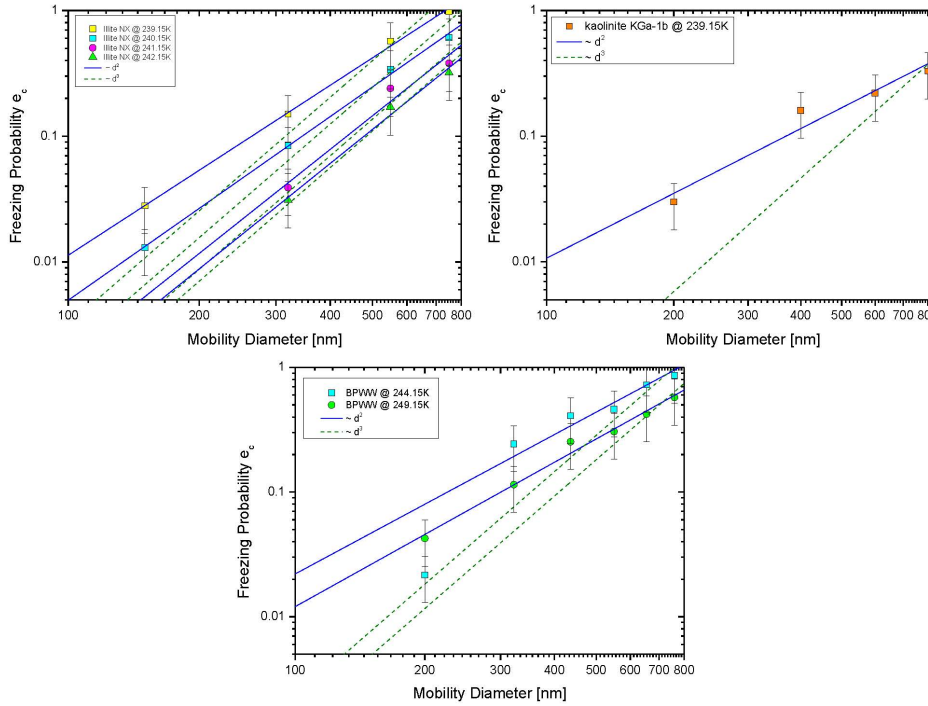 1
0.1
0.01
Freezing Probability e_c
Illite NX @ 239.15K
Illite NX @ 240.15K
Illite NX @ 241.15K
Illite NX @ 242.15K
~ d²
~ d³
100 200 300 400 500 600 700 800
Mobility Diameter [nm]
1
0.1
0.01
Freezing Probability e_c
kaolinite KGa-1b @ 239.15K
~ d²
~ d³
100 200 300 400 500 600 80
Mobility Diameter [nm]
1
0.1
0.01
Freezing Probability e_c
BPWW @ 244.15K
BPWW @ 249.15K
~ d²
~ d³
100 200 300 400 500 600 700 800
Mobility Diameter [nm]